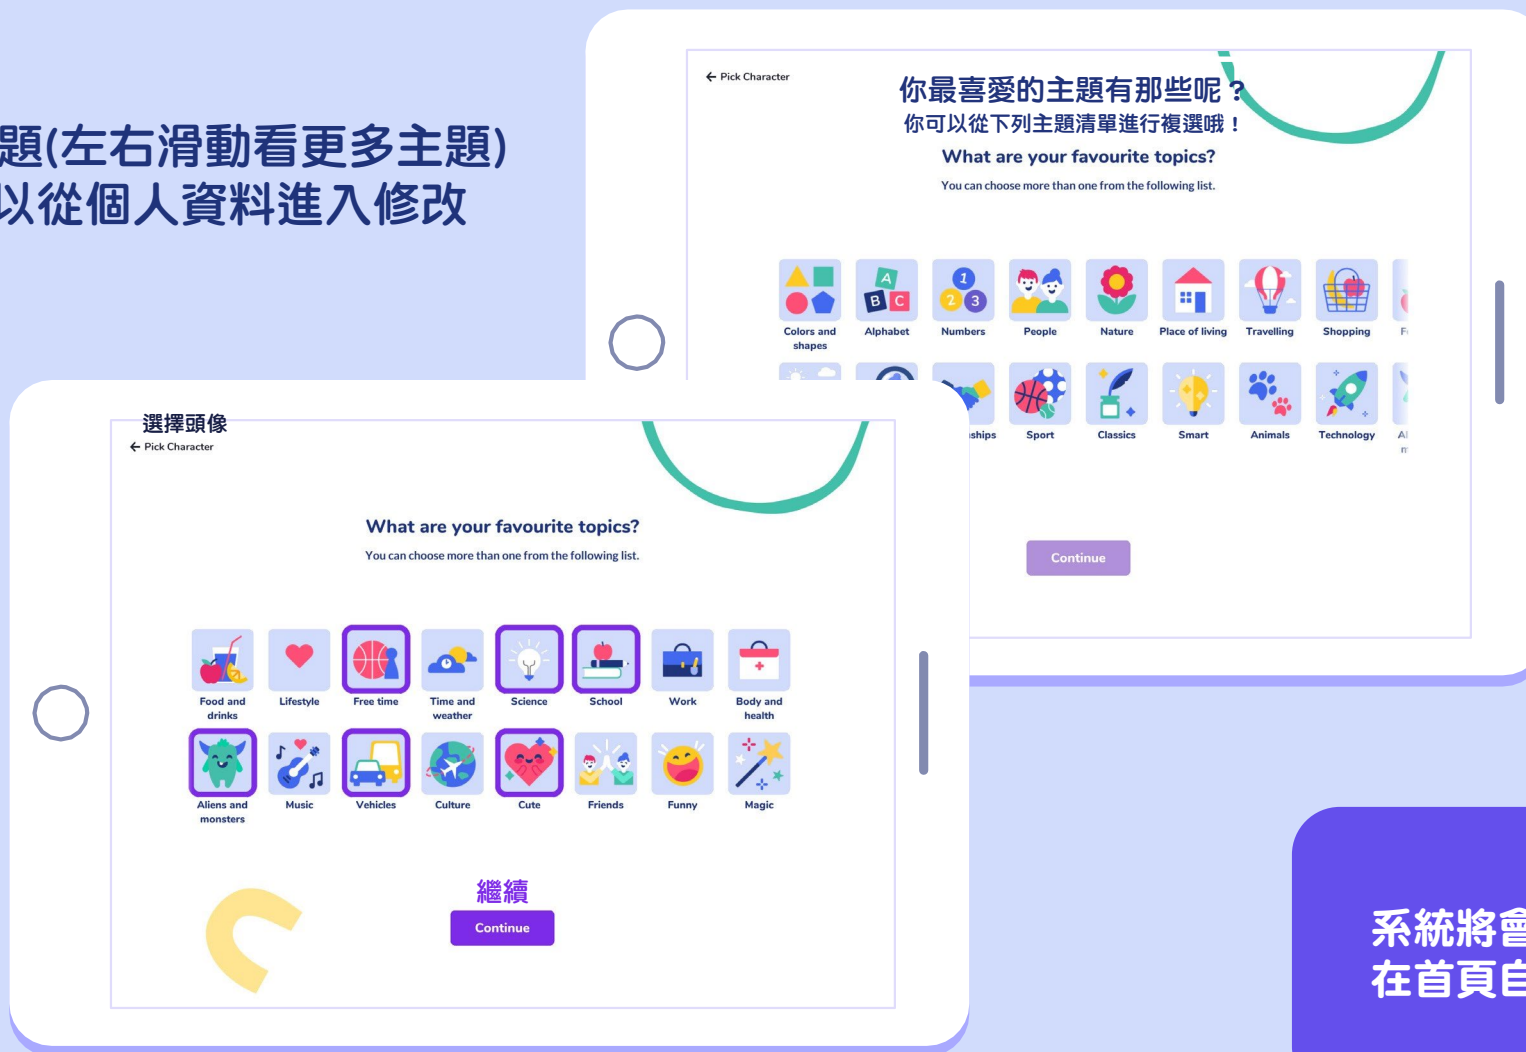 題(左右滑動看更多主題)
以從個人資料進入修改
Pick Character
你最喜愛的主題有那些呢？
你可以從下列主題清單進行複選哦！
What are your favourite topics?
You can choose more than one from the following list.
Colors and shapes
Alphabet
Numbers
People
Nature
Place of living
Travelling
Shopping
Sport
Classics
Smart
Animals
Technology
Continue
選擇頭像
Pick Character
What are your favourite topics?
You can choose more than one from the following list.
Food and drinks
Lifestyle
Free time
Time and weather
Science
School
Work
Body and health
Aliens and monsters
Music
Vehicles
Culture
Cute
Friends
Funny
Magic
繼續
Continue
系統將會
在首頁自